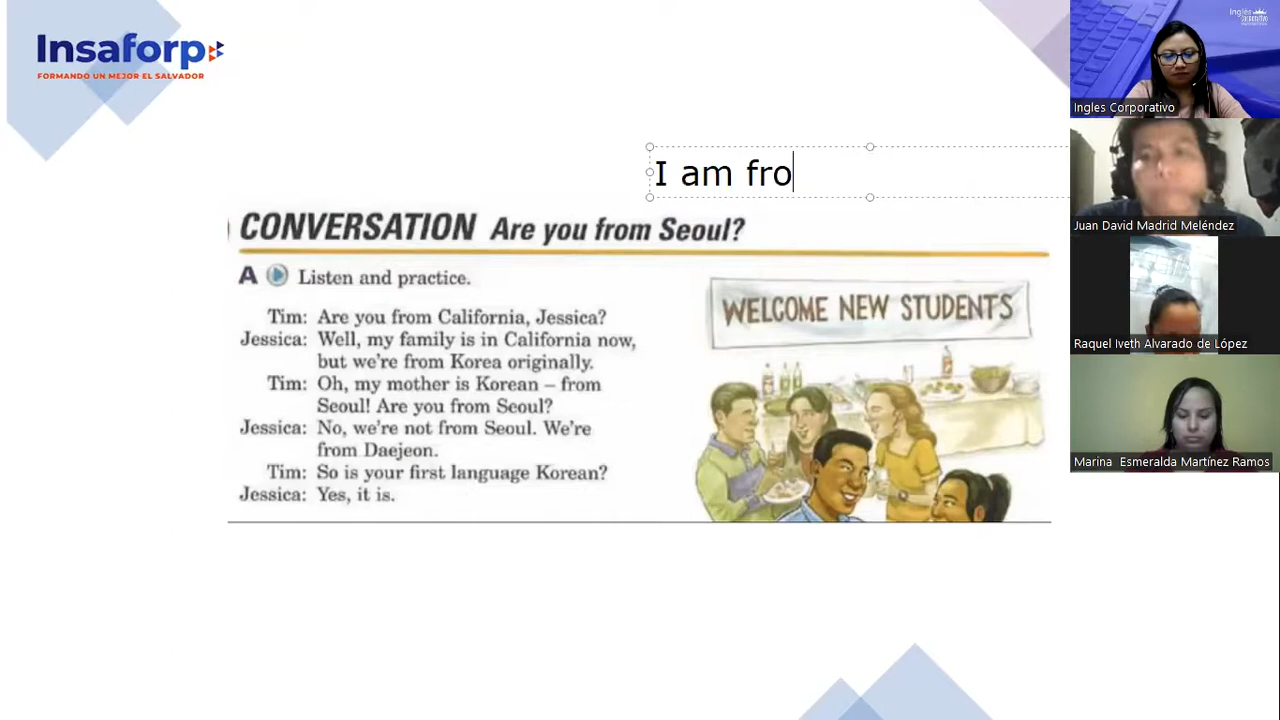 Insaforp
FORMANDO UN MEJOR EL SALVADOR
I am fro
CONVERSATION Are you from Seoul?
A Listen and practice.
Tim: Are you from California, Jessica?
Jessica: Well, my family is in California now,
but we're from Korea originally.
Tim: Oh, my mother is Korean – from
Seoul! Are you from Seoul?
Jessica: No, we're not from Seoul. We're
from Daejeon.
Tim: So is your first language Korean?
Jessica: Yes, it is.
WELCOME NEW STUDENTS
Ingles Corporativo
Juan David Madrid Meléndez
Raquel Iveth Alvarado de López
Marina Esmeralda Martínez Ramos